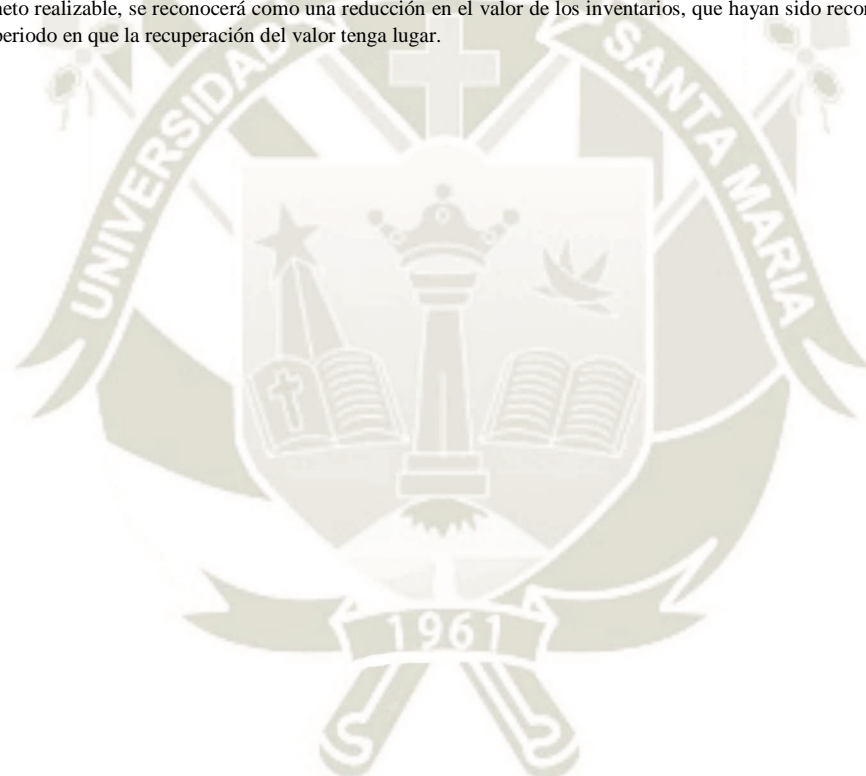 neto realizable, se reconocerá como una reducción en el valor de los inventarios, que hayan sido recon
periodo en que la recuperación del valor tenga lugar.
UNIVERSIDAD
SANTA MARIA
1961